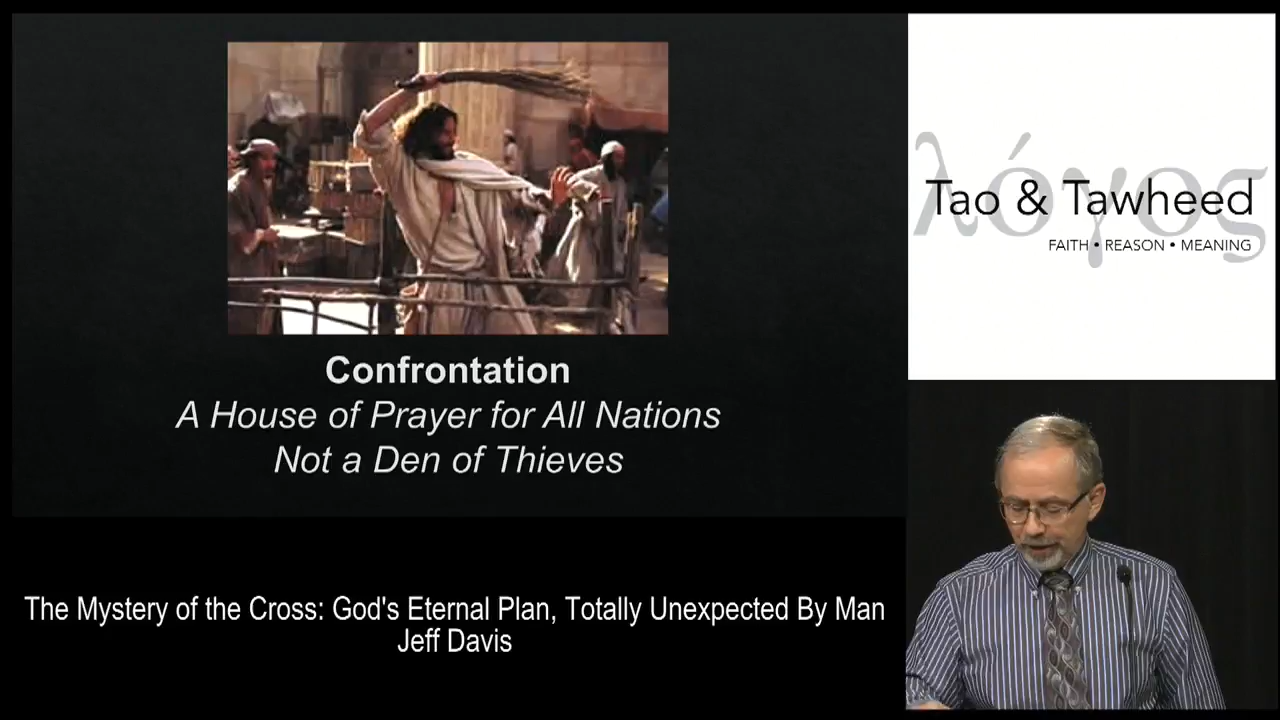 Confrontation
A House of Prayer for All Nations
Not a Den of Thieves
λόγος
Tao & Tawheed
FAITH • REASON • MEANING
The Mystery of the Cross: God's Eternal Plan, Totally Unexpected By Man
Jeff Davis